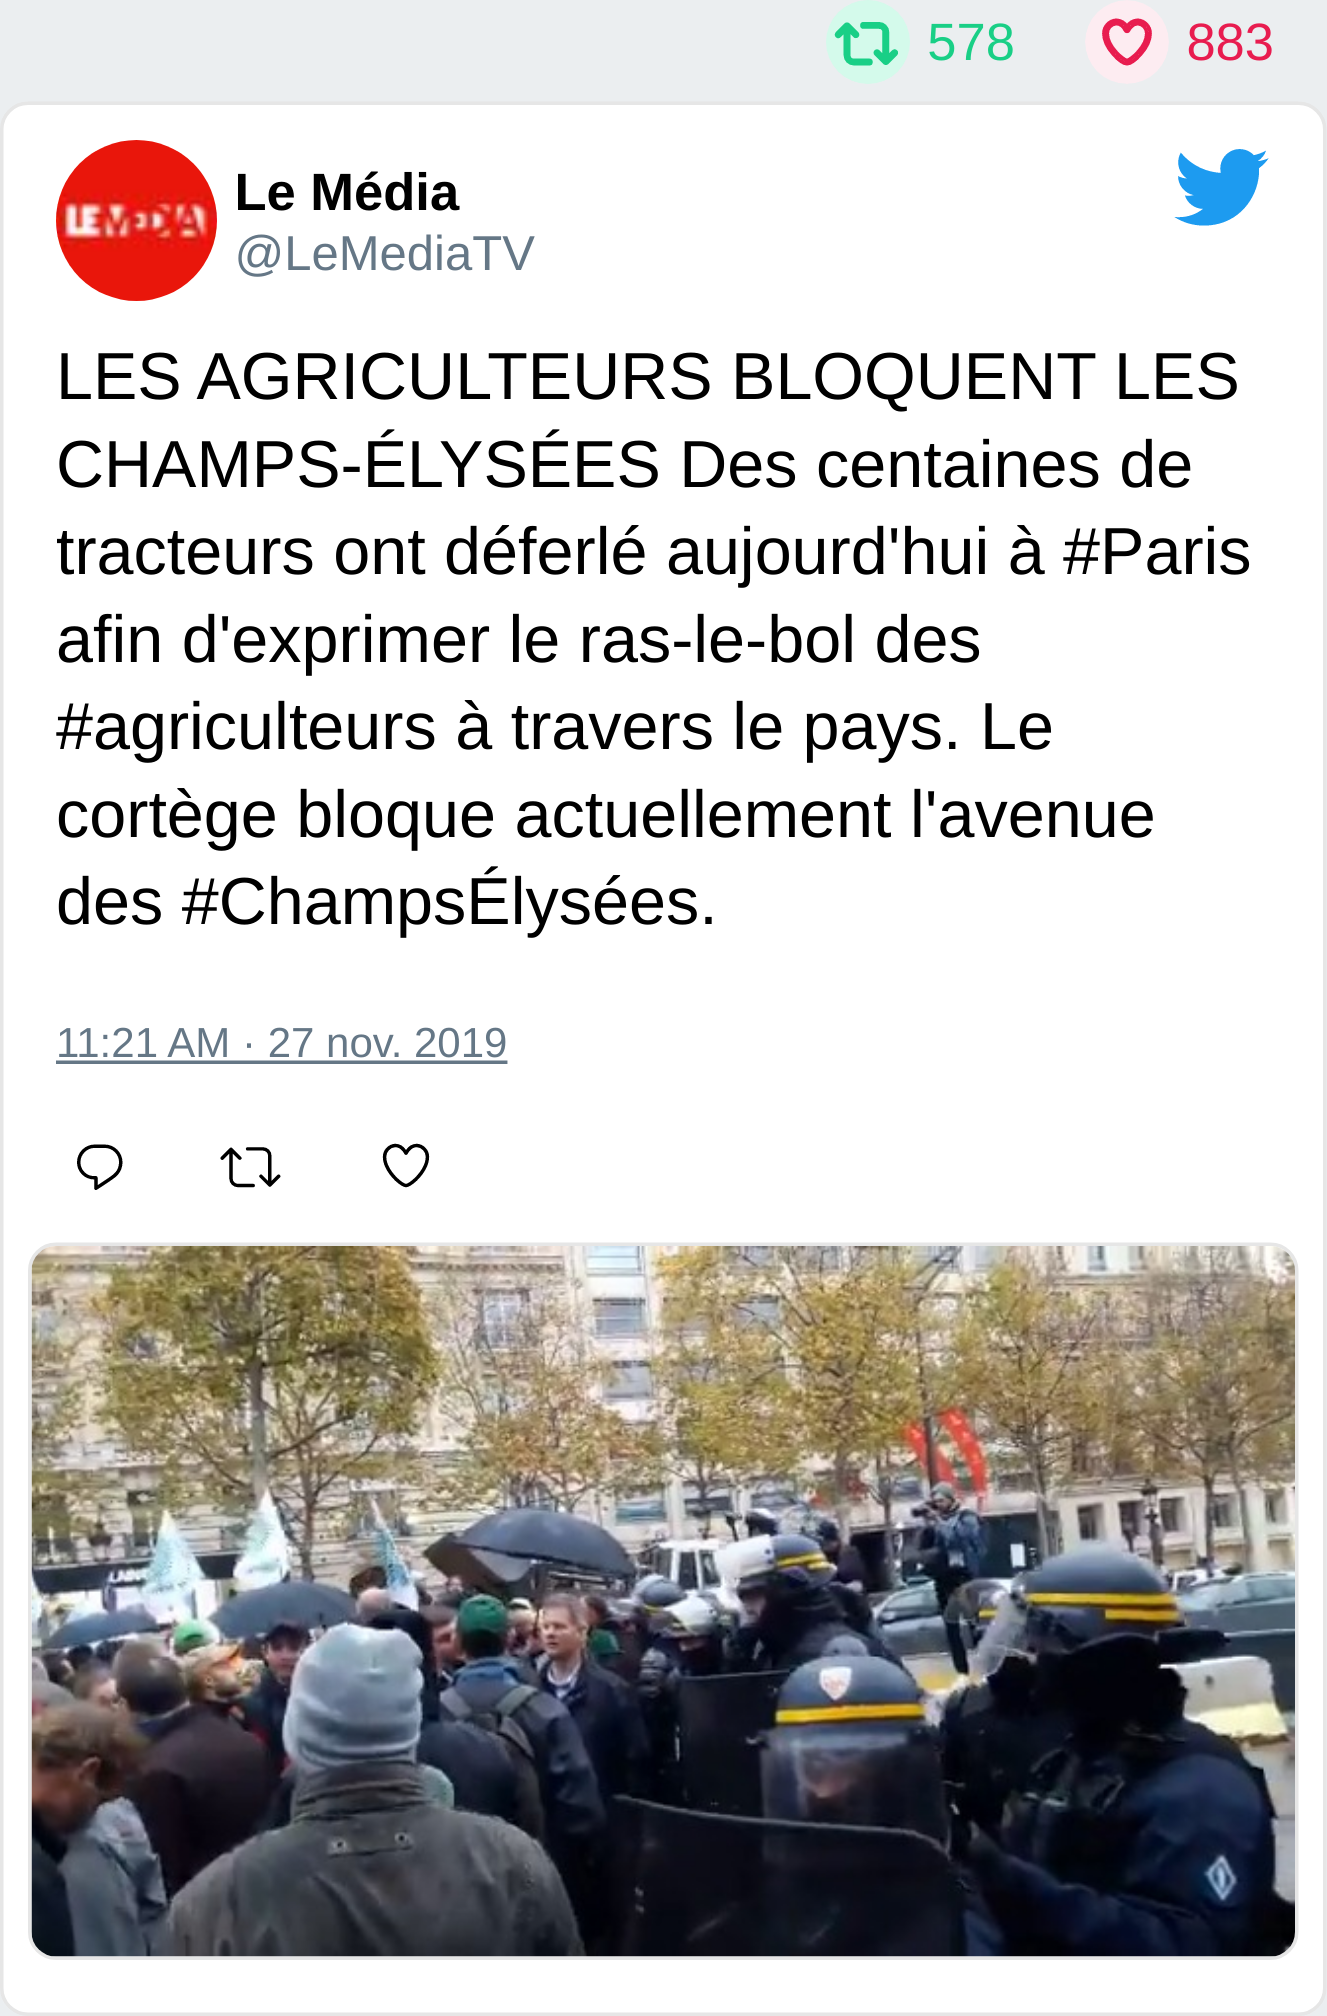 578 883
LE MEDIA
Le Média
@LeMediaTV
LES AGRICULTEURS BLOQUENT LES
CHAMPS-ÉLYSÉES Des centaines de
tracteurs ont déferlé aujourd'hui à #Paris
afin d'exprimer le ras-le-bol des
#agriculteurs à travers le pays. Le
cortège bloque actuellement l'avenue
des #ChampsÉlysées.
11:21 AM · 27 nov. 2019